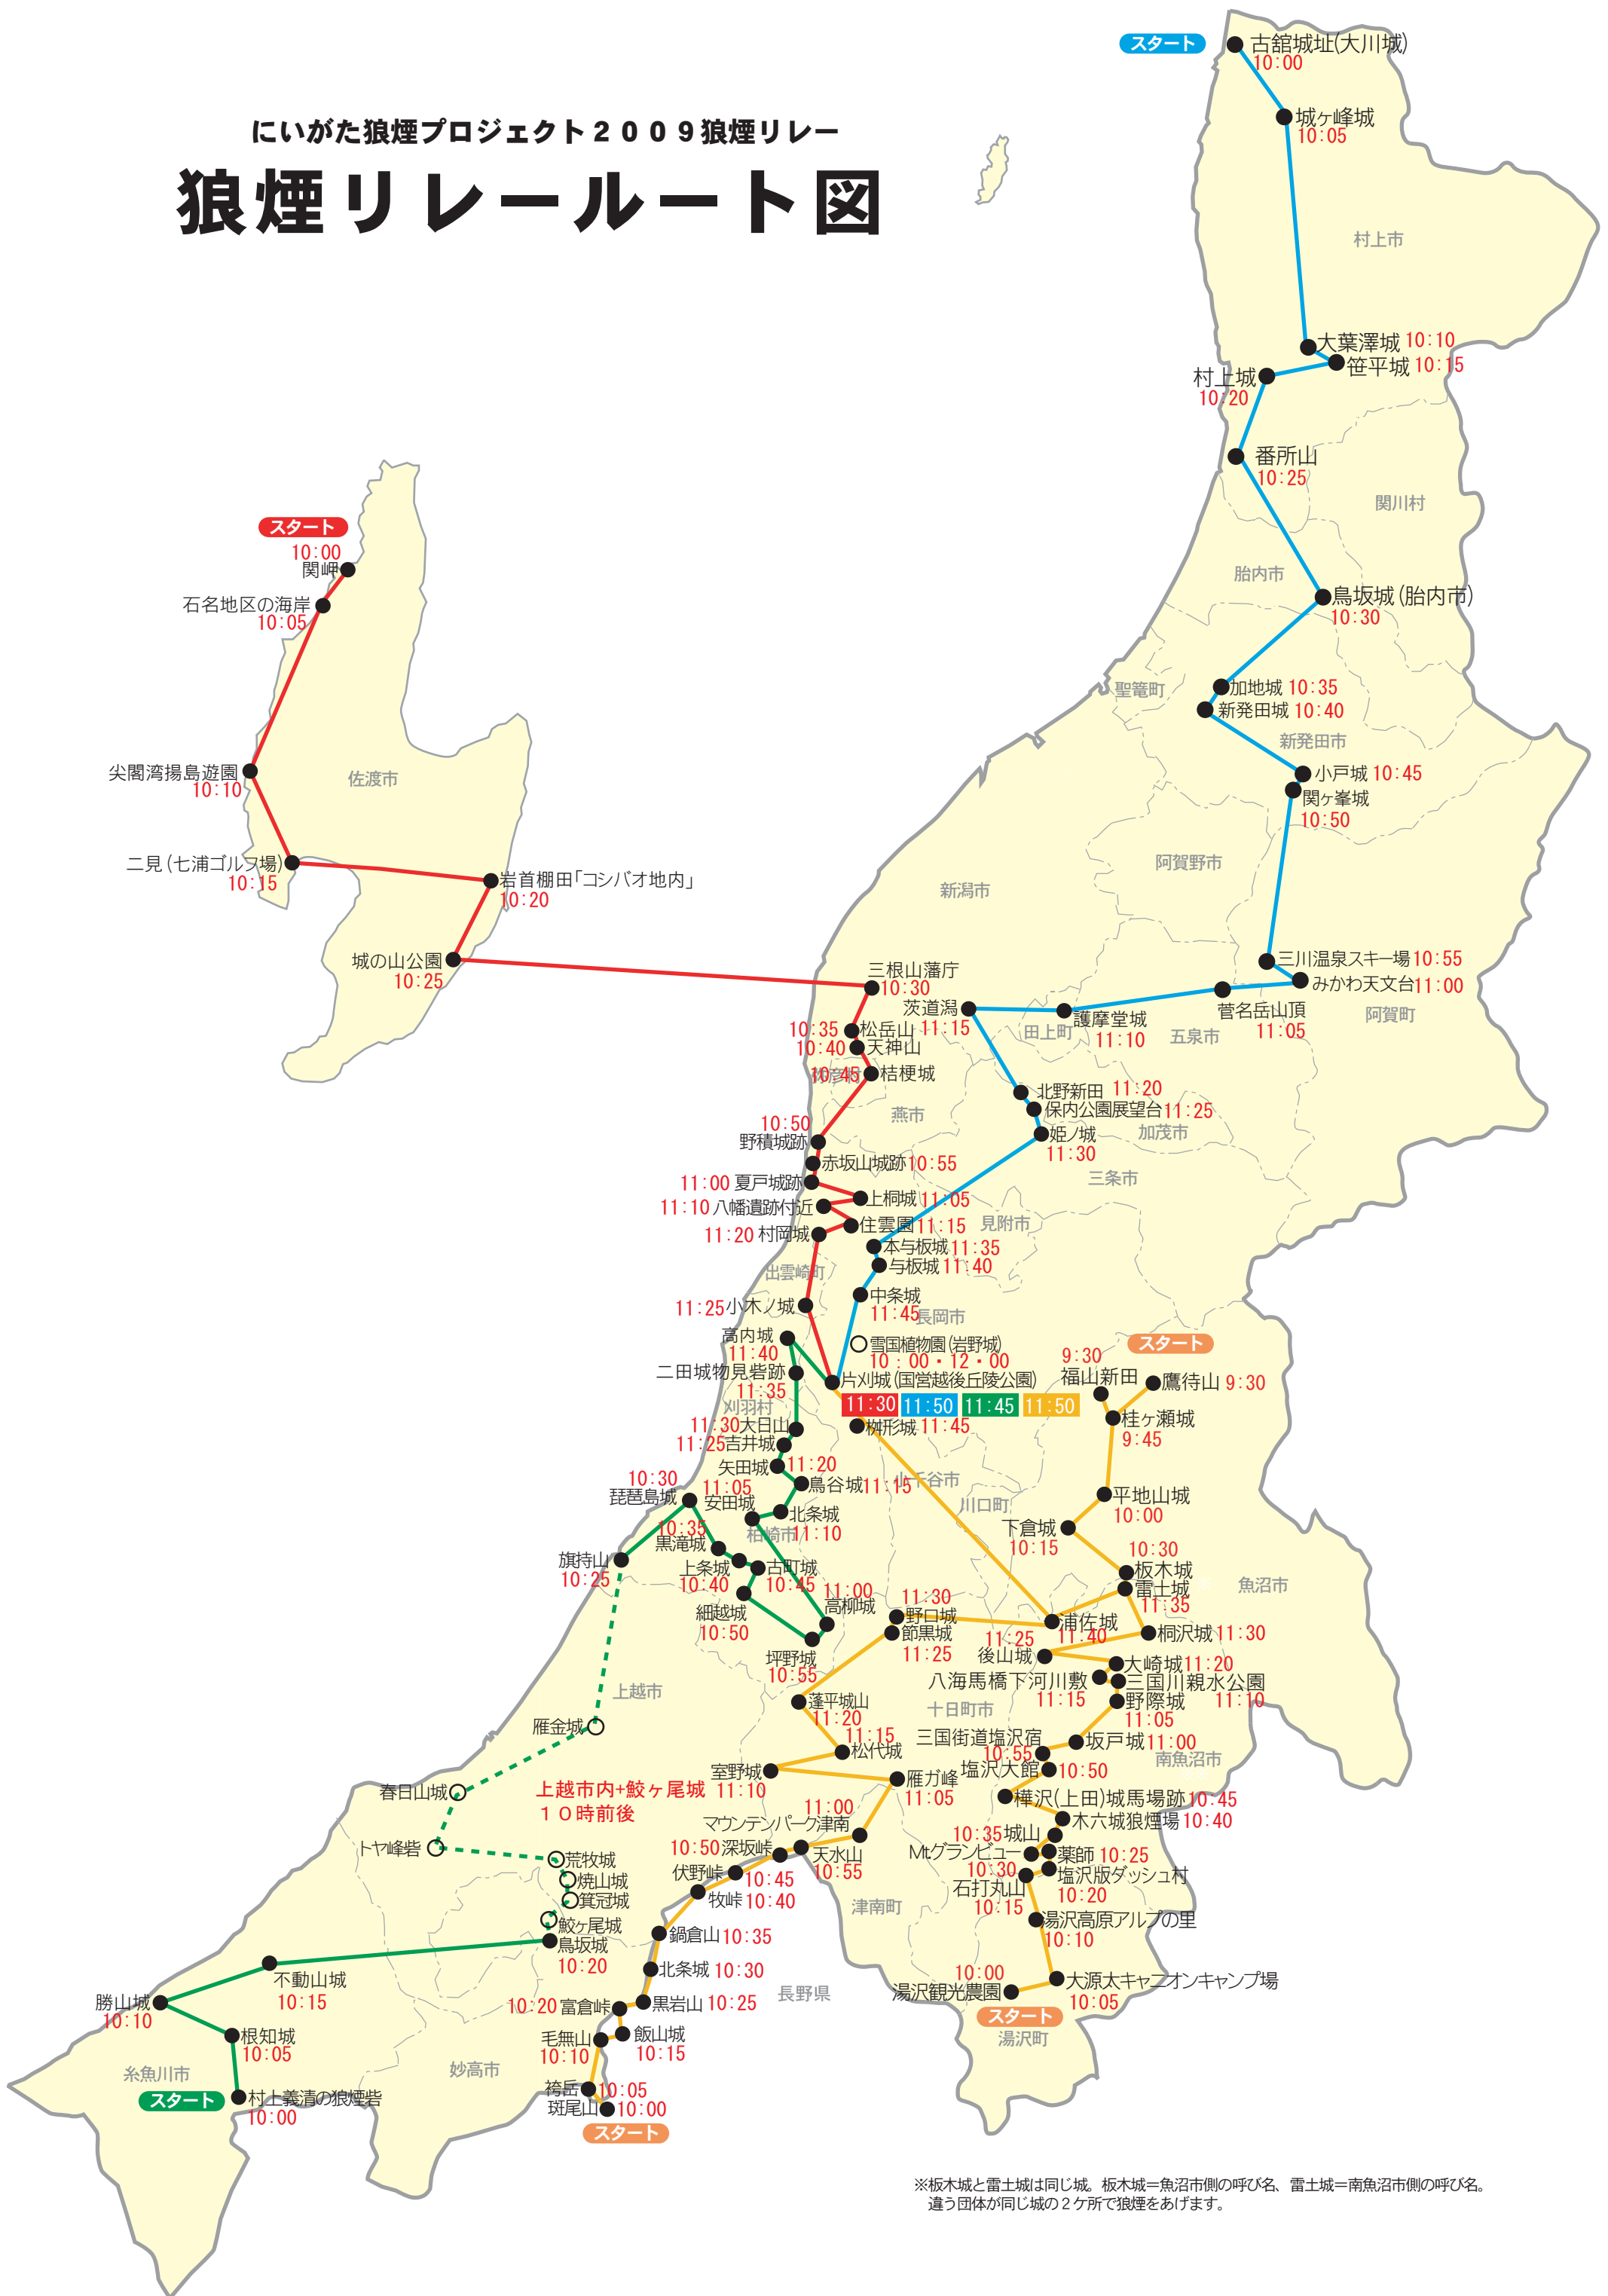 にいがた狼煙プロジェクト２００９狼煙リレー
狼煙リレールート図
スタート
古舘城址(大川城)
10:00
城ヶ峰城
10:05
村上市
大葉澤城 10:10
笹平城 10:15
村上城
10:20
番所山
10:25
関川村
胎内市
鳥坂城(胎内市)
10:30
聖篭町
加地城 10:35
新発田城 10:40
新発田市
小戸城 10:45
関ヶ峯城
10:50
阿賀野市
新潟市
三川温泉スキー場 10:55
みかわ天文台 11:00
菅名岳山頂
11:05
阿賀町
五泉市
護摩堂城
11:10
田上町
茨道潟
11:15
北野新田 11:20
保内公園展望台 11:25
加茂市
姫ノ城
11:30
三条市
見附市
本与板城 11:35
与板城 11:40
中条城
11:45
長岡市
スタート
10:00
関岬
石名地区の海岸
10:05
尖閣湾揚島遊園
10:10
佐渡市
二見(七浦ゴルフ場)
10:15
岩首棚田｢コシバオ地内｣
10:20
城の山公園
10:25
三根山藩庁
10:30
10:35 松岳山
10:40 天神山
10:45 桔梗城
弥彦村
燕市
10:50
野積城跡
赤坂山城跡 10:55
11:00 夏戸城跡
上桐城 11:05
11:10 八幡遺跡付近
住雲園 11:15
11:20 村岡城
出雲崎町
11:25 小木ノ城
雪国植物園(岩野城)
10：00・12・00
片刈城(国営越後丘陵公園)
11:30 11:50 11:45 11:50
桝形城 11:45
高内城
11:40
二田城物見砦跡
11:35
刈羽村
11:30 大日山
11:25 吉井城
矢田城 11:20
鳥谷城 11:15
北条城
11:10
11:05
安田城
柏崎市
10:30
琵琶島城
10:35
黒滝城
上条城
10:40
古町城
10:45
細越城
10:50
11:00
高柳城
坪野城
10:55
旗持山
10:25
上越市
雁金城
春日山城
上越市内+鮫ヶ尾城
１０時前後
トヤ峰砦
荒牧城
焼山城
箕冠城
鮫ヶ尾城
鳥坂城
10:20
不動山城
10:15
勝山城
10:10
根知城
10:05
糸魚川市
スタート
村上義清の狼煙砦
10:00
妙高市
スタート
9:30
福山新田
鷹待山 9:30
桂ヶ瀬城
9:45
平地山城
10:00
下倉城
10:15
小千谷市
川口町
10:30
板木城
雷土城
11:35
魚沼市
浦佐城
11:40
桐沢城 11:30
11:25
後山城
大崎城 11:20
八海馬橋下河川敷
11:15
三国川親水公園
11:10
野際城
11:05
坂戸城 11:00
南魚沼市
三国街道塩沢宿
10:55
塩沢大館 10:50
樺沢(上田)城馬場跡 10:45
木六城狼煙場
10:40
10:35 城山
Mtグランビュー
10:30
薬師 10:25
塩沢版ダッシュ村
10:20
石打丸山
10:15
湯沢高原アルプの里
10:10
大源太キャニオンキャンプ場
10:05
10:00
湯沢観光農園
スタート
湯沢町
11:30
野口城
節黒城
11:25
十日町市
蓬平城山
11:20
11:15
松代城
室野城
11:10
雁ガ峰
11:05
11:00
マウンテンパーク津南
天水山
10:55
10:50 深坂峠
伏野峠
10:45
牧峠 10:40
津南町
鍋倉山 10:35
北条城 10:30
黒岩山 10:25
長野県
10:20 富倉峠
飯山城
10:15
毛無山
10:10
袴岳 10:05
斑尾山 10:00
スタート
※板木城と雷土城は同じ城。板木城＝魚沼市側の呼び名、雷土城＝南魚沼市側の呼び名。
違う団体が同じ城の２ケ所で狼煙をあげます。